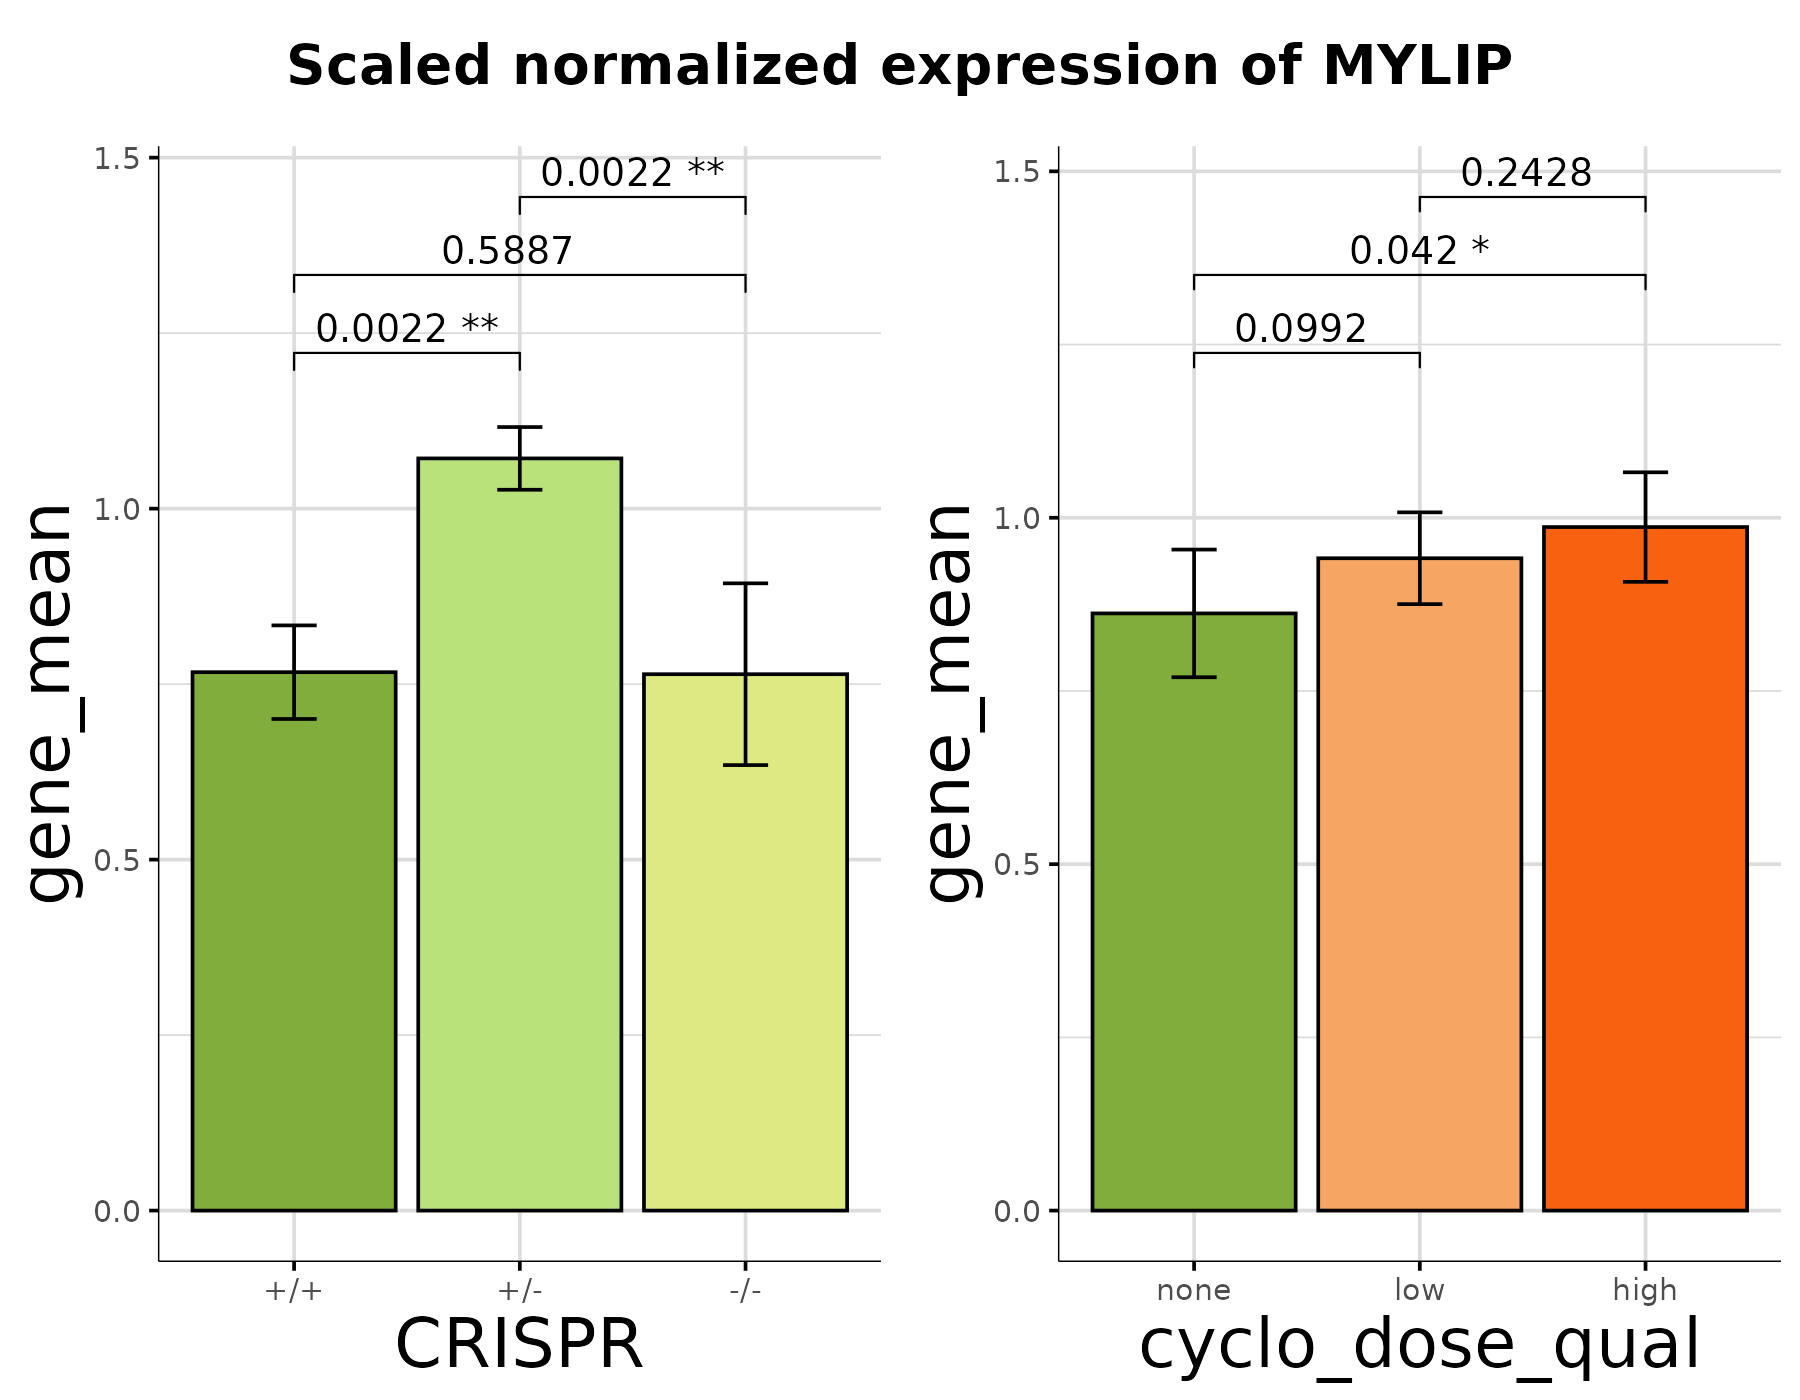 Scaled normalized expression of MYLIP
gene_mean
1.5
1.0
0.5
0.0
0.0022 **
0.5887
0.0022 **
+/+ +/- -/-
CRISPR
gene_mean
1.5
1.0
0.5
0.0
0.2428
0.042 *
0.0992
none low high
cyclo_dose_qual